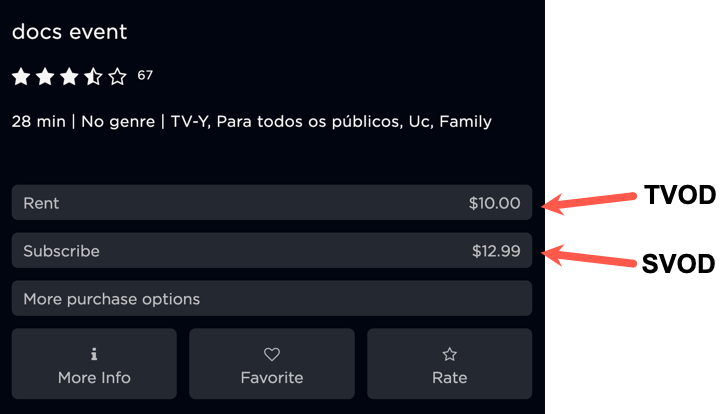 docs event
67
28 min | No genre | TV-Y, Para todos os públicos, Uc, Family
Rent $10.00
TVOD
Subscribe $12.99
SVOD
More purchase options
More Info Favorite Rate